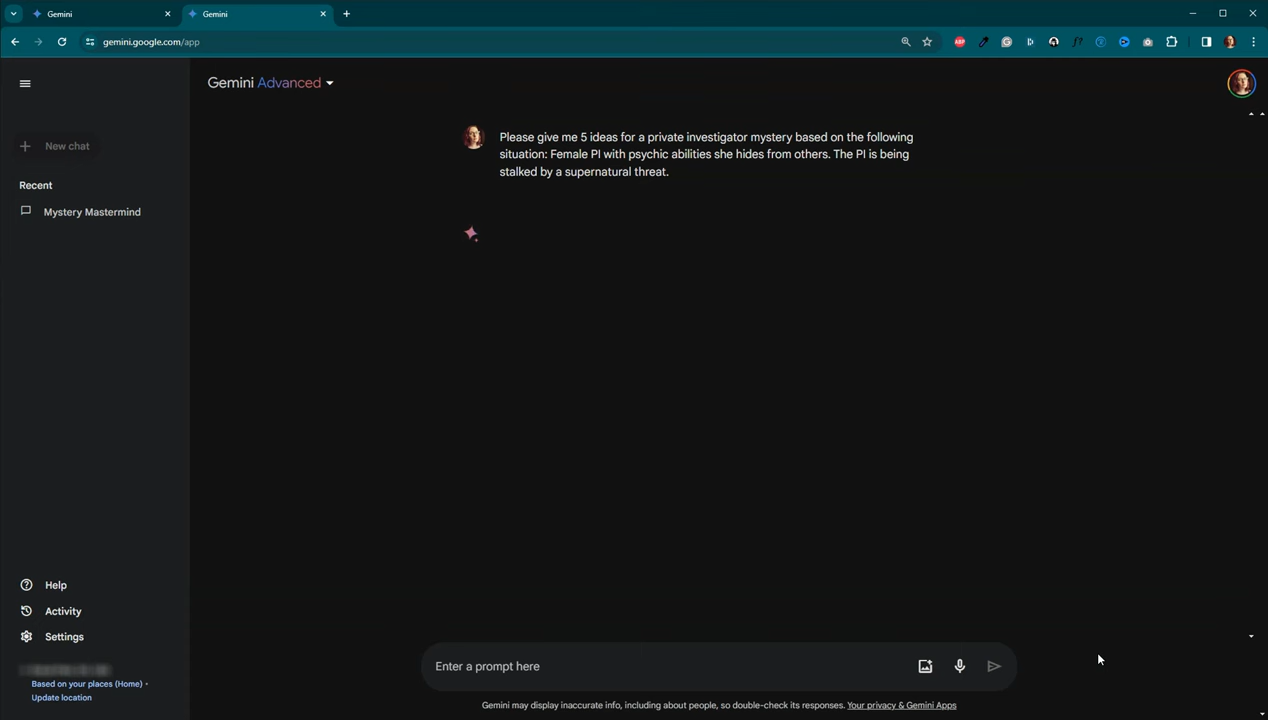 Gemini
Gemini
gemini.google.com/app
Gemini Advanced
New chat
Recent
Mystery Mastermind
Please give me 5 ideas for a private investigator mystery based on the following
situation: Female PI with psychic abilities she hides from others. The PI is being
stalked by a supernatural threat.
Help
Activity
Settings
Based on your places (Home) •
Update location
Enter a prompt here
Gemini may display inaccurate info, including about people, so double-check its responses. Your privacy & Gemini Apps